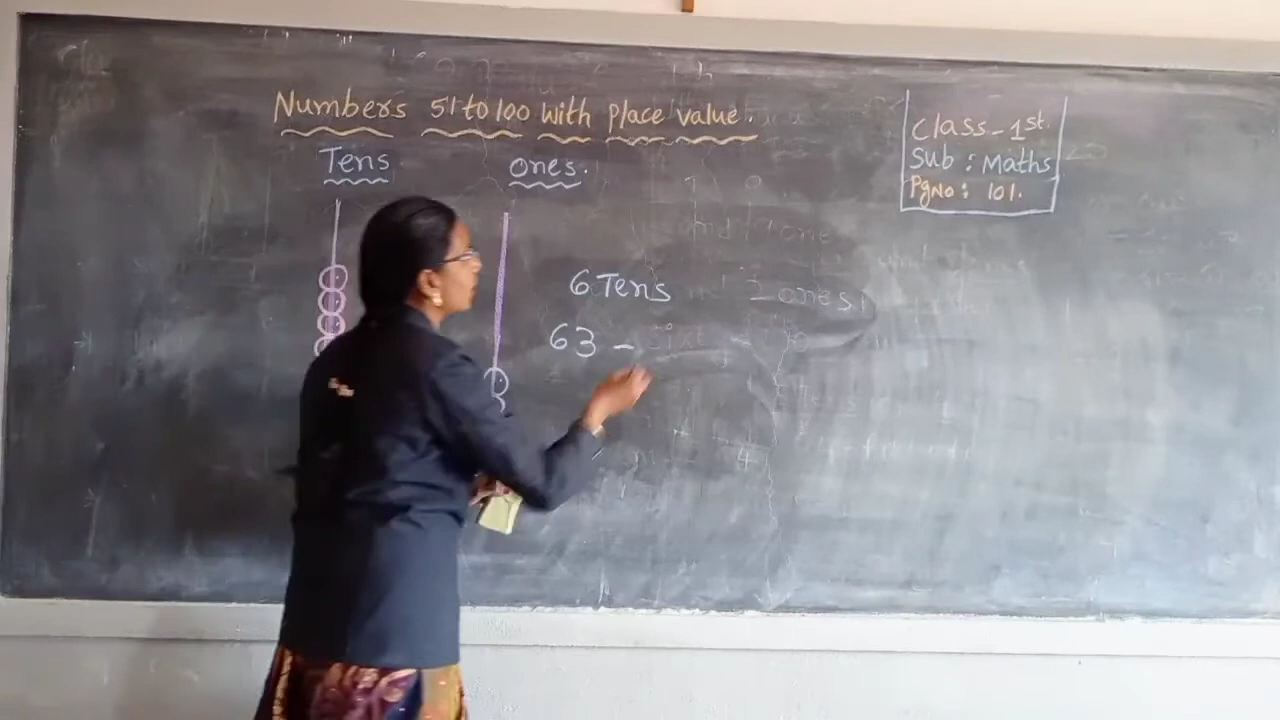 Numbers 51 to 100 with Place value.
Class - 1st.
Sub : Maths
Pg No : 101.
Tens ones.
6 Tens ones
63 -